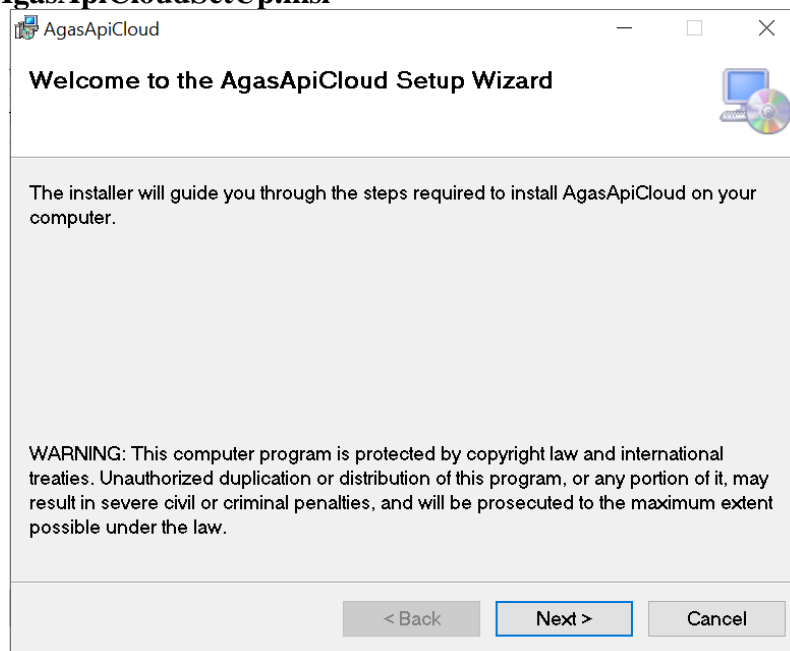 AgasApiCloudSetUp.msi
AgasApiCloud
Welcome to the AgasApiCloud Setup Wizard
The installer will guide you through the steps required to install AgasApiCloud on your
computer.
WARNING: This computer program is protected by copyright law and international
treaties. Unauthorized duplication or distribution of this program, or any portion of it, may
result in severe civil or criminal penalties, and will be prosecuted to the maximum extent
possible under the law.
< Back
Next >
Cancel